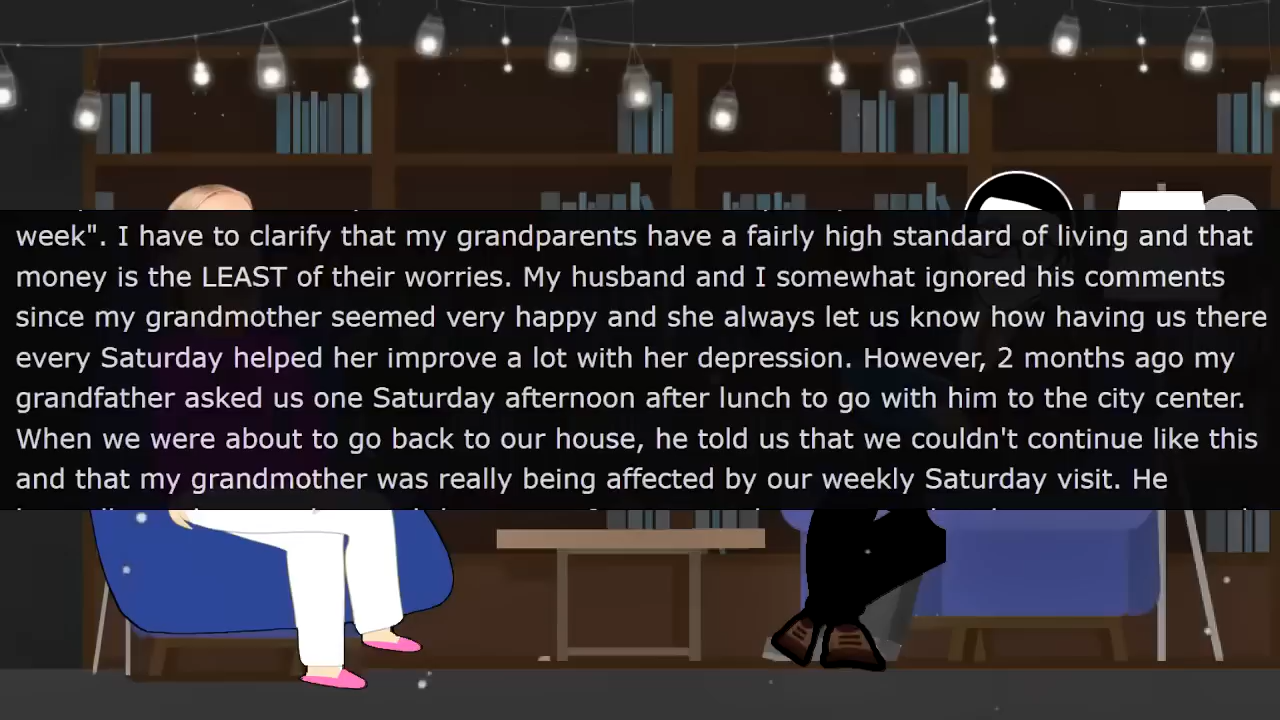 week". I have to clarify that my grandparents have a fairly high standard of living and that
money is the LEAST of their worries. My husband and I somewhat ignored his comments
since my grandmother seemed very happy and she always let us know how having us there
every Saturday helped her improve a lot with her depression. However, 2 months ago my
grandfather asked us one Saturday afternoon after lunch to go with him to the city center.
When we were about to go back to our house, he told us that we couldn't continue like this
and that my grandmother was really being affected by our weekly Saturday visit. He